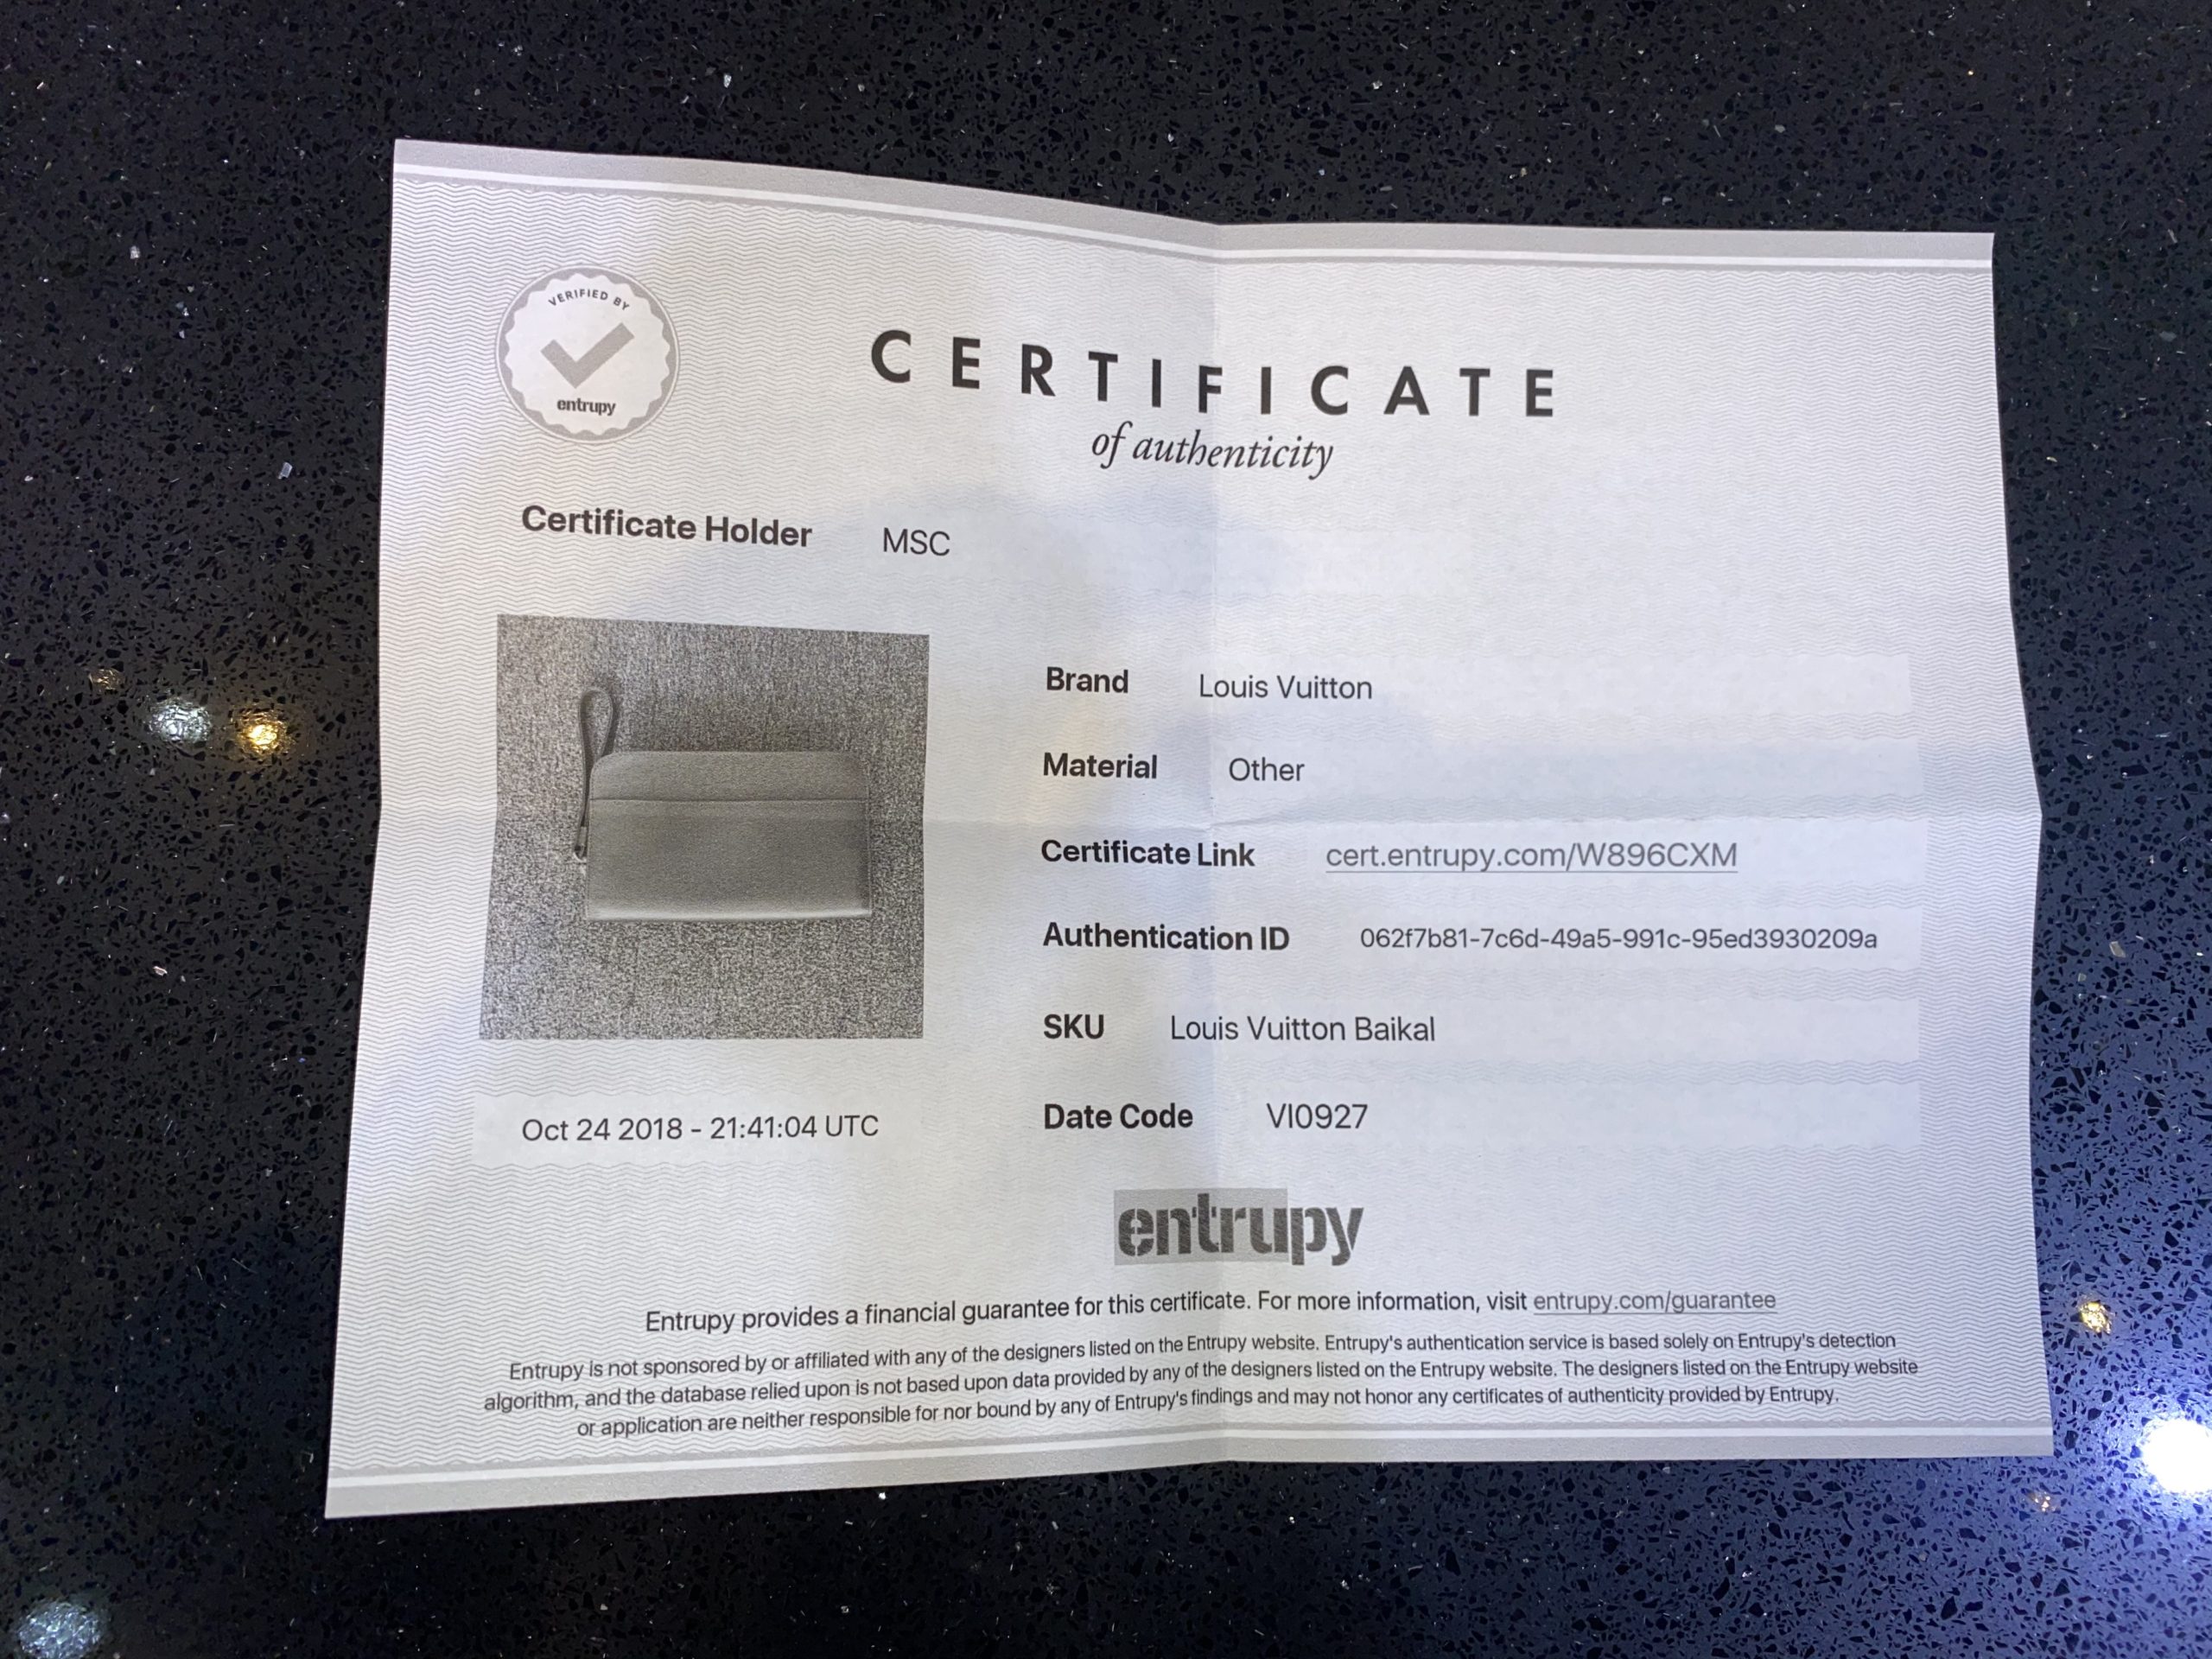 VERIFIED BY
entrupy
CERTIFICATE
of authenticity
Certificate Holder MSC
Brand Louis Vuitton
Material Other
Certificate Link cert.entrupy.com/W896CXM
Authentication ID 062f7b81-7c6d-49a5-991c-95ed3930209a
SKU Louis Vuitton Baikal
Date Code VI0927
Oct 24 2018 - 21:41:04 UTC
entrupy
Entrupy provides a financial guarantee for this certificate. For more information, visit entrupy.com/guarantee
Entrupy is not sponsored by or affiliated with any of the designers listed on the Entrupy website. Entrupy's authentication service is based solely on Entrupy's detection
algorithm, and the database relied upon is not based upon data provided by any of the designers listed on the Entrupy website. The designers listed on the Entrupy website
or application are neither responsible for nor bound by any of Entrupy's findings and may not honor any certificates of authenticity provided by Entrupy.